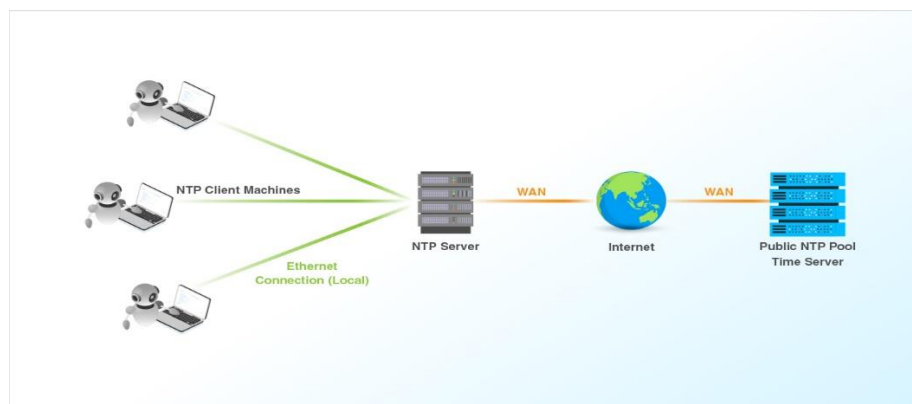 NTP Client Machines
Ethernet
Connection (Local)
NTP Server
WAN
Internet
WAN
Public NTP Pool
Time Server